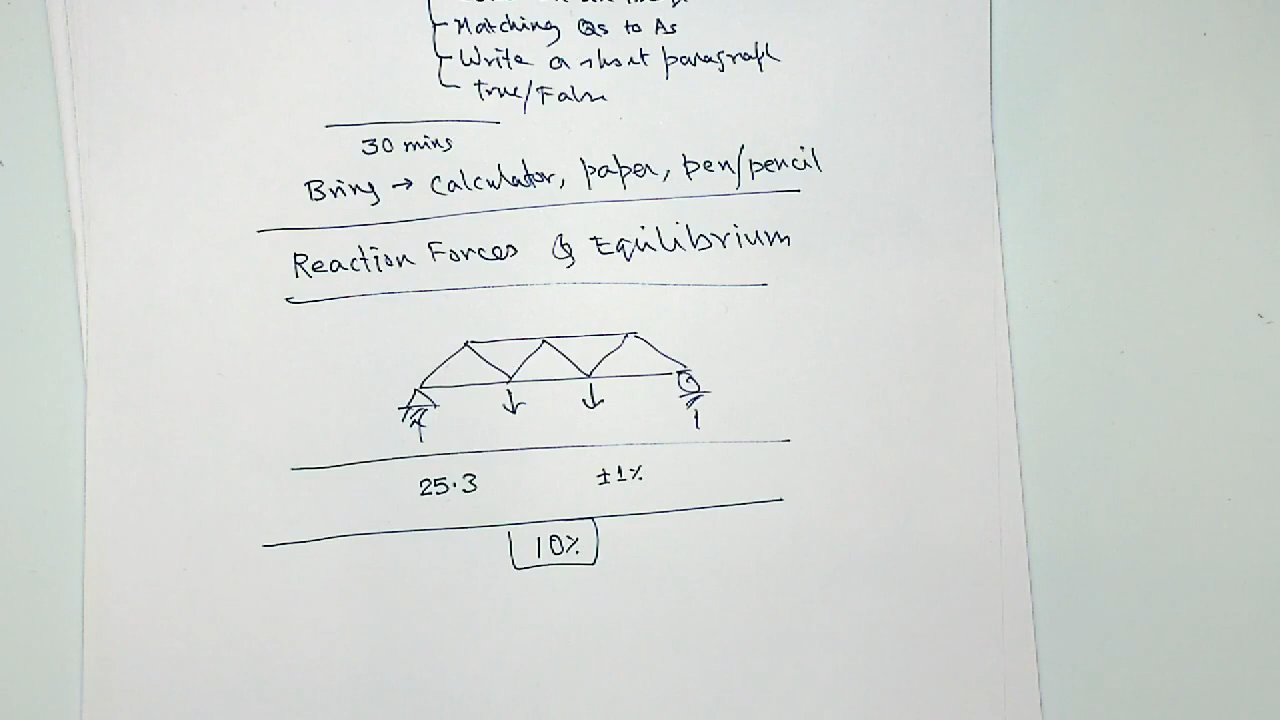 Matching Qs to As
Write a short paragraph
True/False
30 mins
Bring → Calculator, paper, pen/pencil
Reaction Forces & Equilibrium
25.3 ±1%
10%